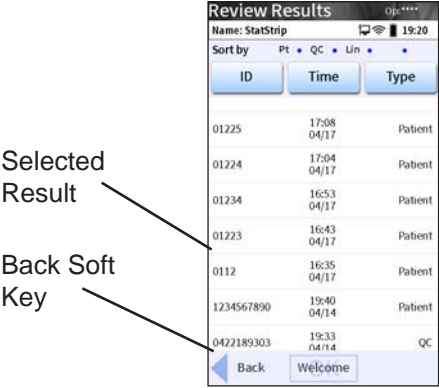 Review Results Op:****
Name: StatStrip 19:20
Sort by Pt • QC • Lin • •
ID Time Type
01225 17:08 04/17 Patient
01224 17:04 04/17 Patient
Selected Result
01234 16:53 04/17 Patient
01223 16:43 04/17 Patient
Back Soft Key
0112 16:35 04/17 Patient
1234567890 19:40 04/14 Patient
0422189303 19:33 04/14 QC
Back Welcome